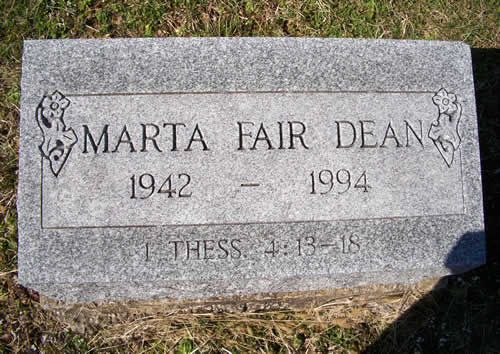 MARTA FAIR DEAN
1942 – 1994
1 THESS. 4:13–18